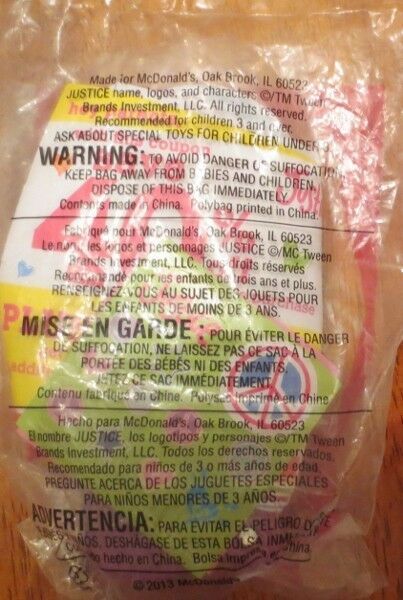 Made for McDonald's, Oak Brook, IL 60523
JUSTICE name, logos, and characters ©/TM Tween
Brands Investment, LLC. All rights reserved.
Recommended for children 3 and over.
ASK ABOUT SPECIAL TOYS FOR CHILDREN UNDER 3.
coupon
WARNING: TO AVOID DANGER OF SUFFOCATION,
KEEP BAG AWAY FROM BABIES AND CHILDREN.
DISPOSE OF THIS BAG IMMEDIATELY.
Contents made in China. Polybag printed in China.
Fabriqué pour McDonald's, Oak Brook, IL 60523
Le nom, les logos et personnages JUSTICE ©/MC Tween
Brands Investment, LLC. Tous droits réservés
Recommandé pour les enfants de trois ans et plus.
RENSEIGNEZ-VOUS AU SUJET DES JOUETS POUR
LES ENFANTS DE MOINS DE 3 ANS.
MISE EN GARDE : POUR ÉVITER LE DANGER
DE SUFFOCATION, NE LAISSEZ PAS CE SAC À LA
PORTÉE DES BÉBÉS NI DES ENFANTS.
JETEZ CE SAC IMMÉDIATEMENT.
Contenu fabriqué en Chine. Polysac imprimé en Chine
Hecho para McDonald's, Oak Brook, IL 60523
El nombre JUSTICE, los logotipos y personajes ©/TM Tween
Brands Investment, LLC. Todos los derechos reservados.
Recomendado para niños de 3 o más años de edad.
PREGUNTE ACERCA DE LOS JUGUETES ESPECIALES
PARA NIÑOS MENORES DE 3 AÑOS.
ADVERTENCIA: PARA EVITAR EL PELIGRO DE
DESHÁGASE DE ESTA BOLSA
hecho en China. Bolsa China.
© 2013 McDonald's